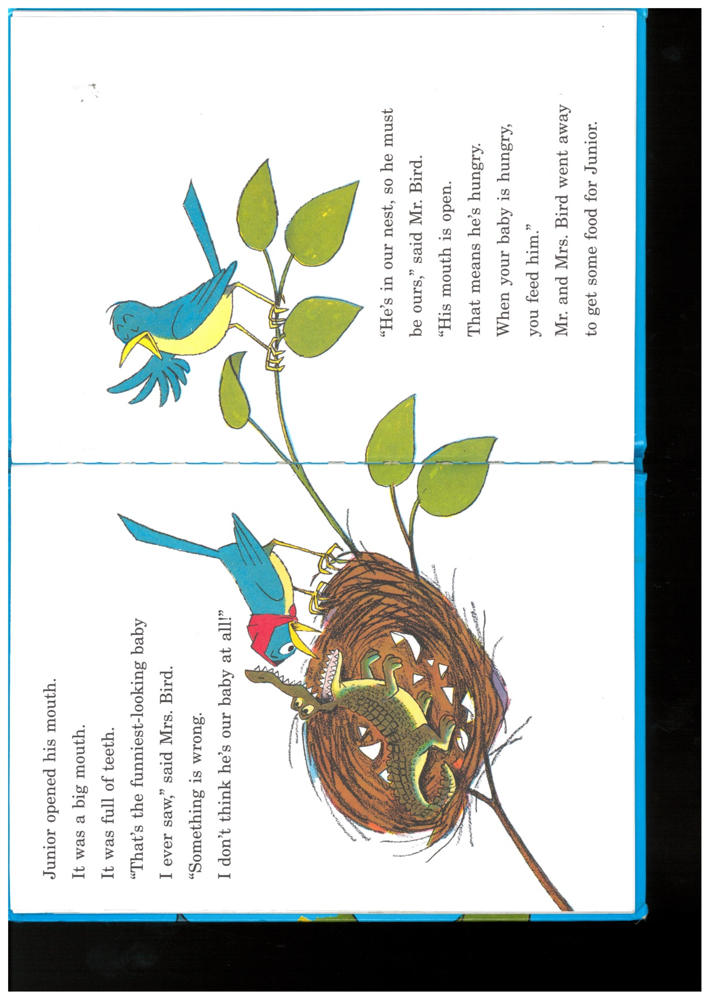 Junior opened his mouth.
It was a big mouth.
It was full of teeth.
“That’s the funniest-looking baby
I ever saw,” said Mrs. Bird.
“Something is wrong.
I don’t think he’s our baby at all!”
“He’s in our nest, so he must
be ours,” said Mr. Bird.
“His mouth is open.
That means he’s hungry.
When your baby is hungry,
you feed him.”
Mr. and Mrs. Bird went away
to get some food for Junior.